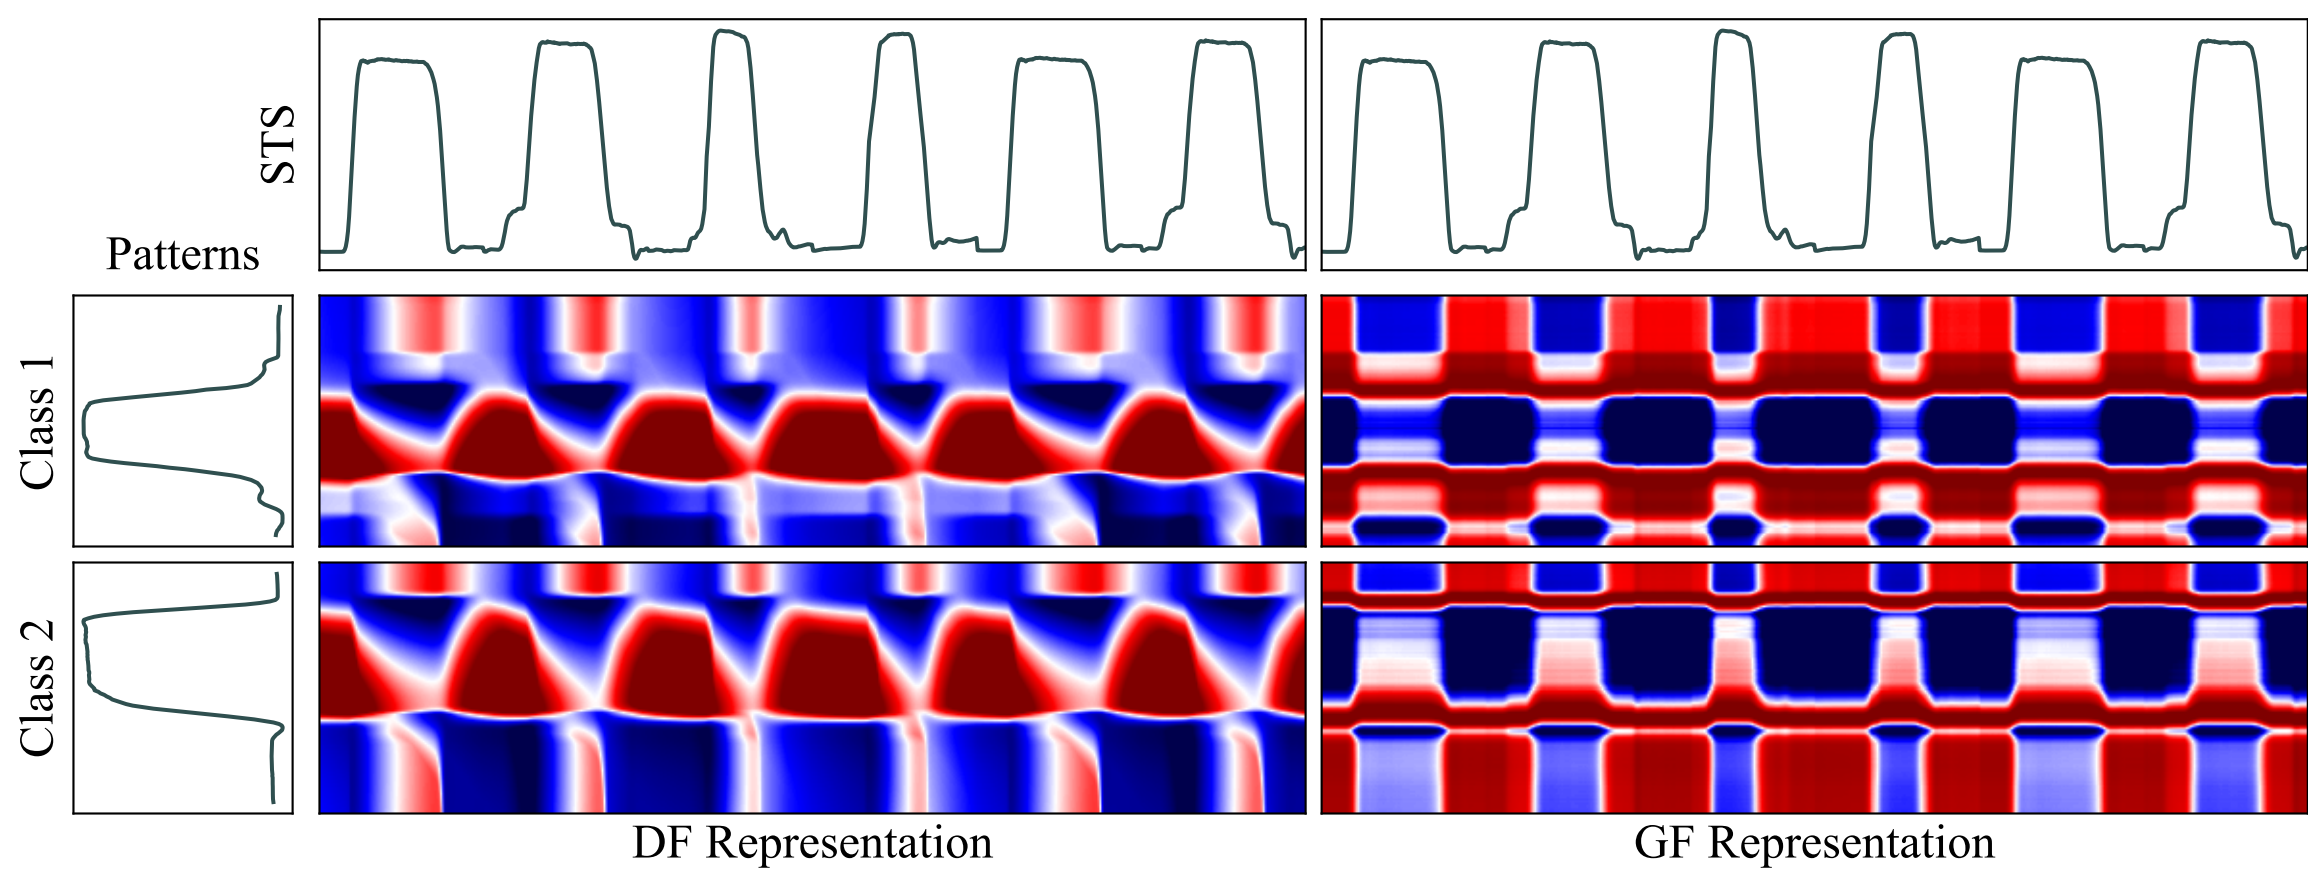 STS
Patterns
Class 1
Class 2
DF Representation
GF Representation